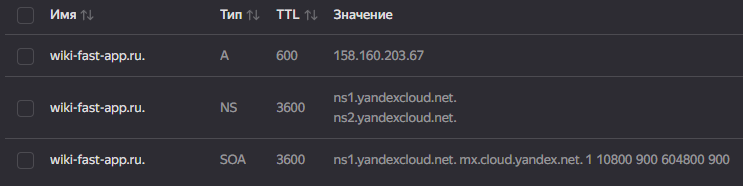 Имя Тип TTL Значение
wiki-fast-app.ru. A 600 158.160.203.67
wiki-fast-app.ru. NS 3600 ns1.yandexcloud.net.
ns2.yandexcloud.net.
wiki-fast-app.ru. SOA 3600 ns1.yandexcloud.net. mx.cloud.yandex.net. 1 10800 900 604800 900